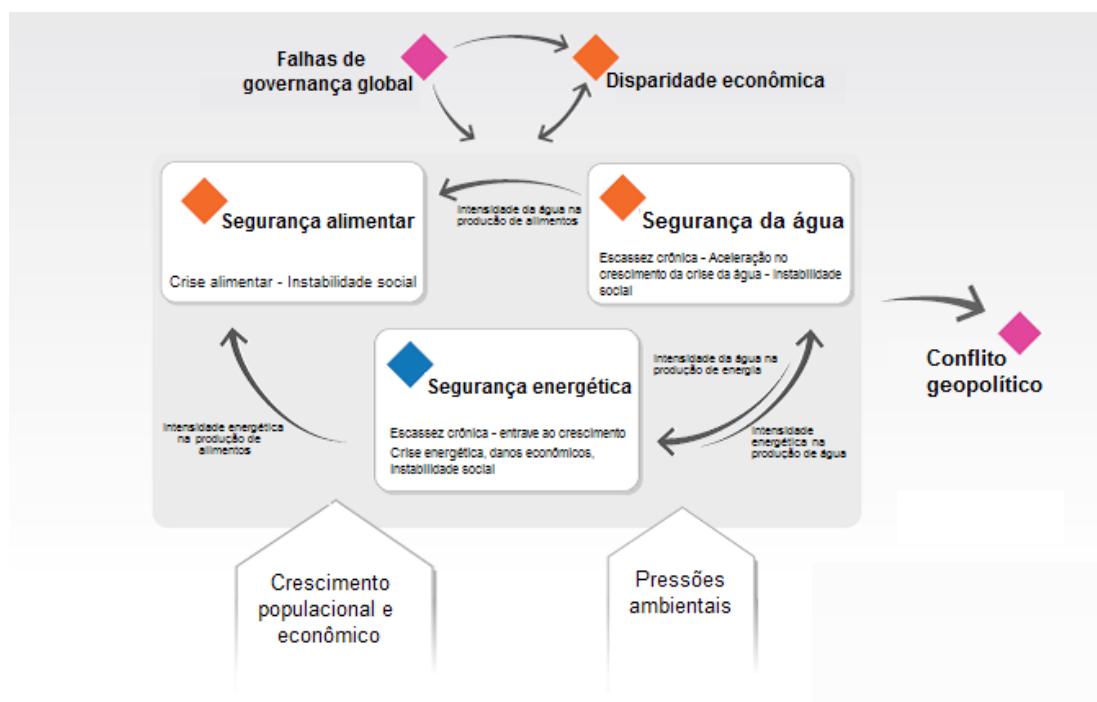 Falhas de
governança global
Disparidade econômica
Segurança alimentar
Crise alimentar - Instabilidade social
Intensidade da água na
produção de alimentos
Segurança da água
Escassez crônica - Aceleração no
crescimento da crise da água - Instabilidade
social
Conflito
geopolítico
Segurança energética
Escassez crônica - entrave ao crescimento
Crise energética, danos econômicos,
Instabilidade social
Intensidade da água na
produção de energia
Intensidade
energética na
produção de água
Intensidade energética
na produção de
alimentos
Crescimento
populacional e
econômico
Pressões
ambientais